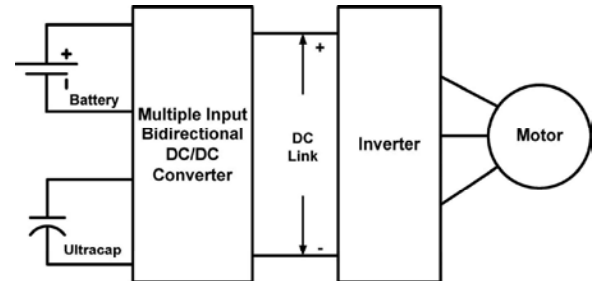 +
-
Battery
Ultracap
Multiple Input
Bidirectional
DC/DC
Converter
+
DC
Link
-
Inverter
Motor